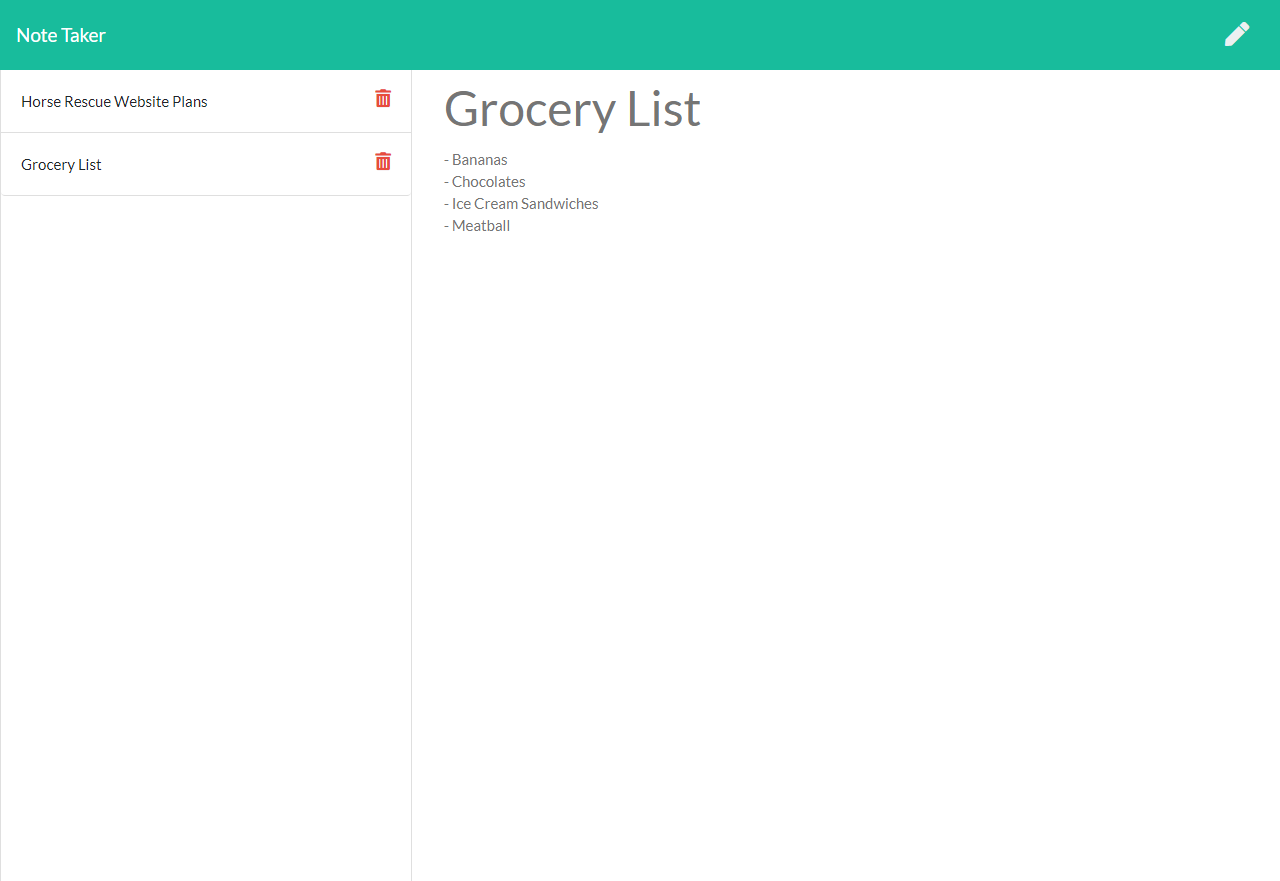 Note Taker
Horse Rescue Website Plans
Grocery List
Grocery List
- Bananas
- Chocolates
- Ice Cream Sandwiches
- Meatball